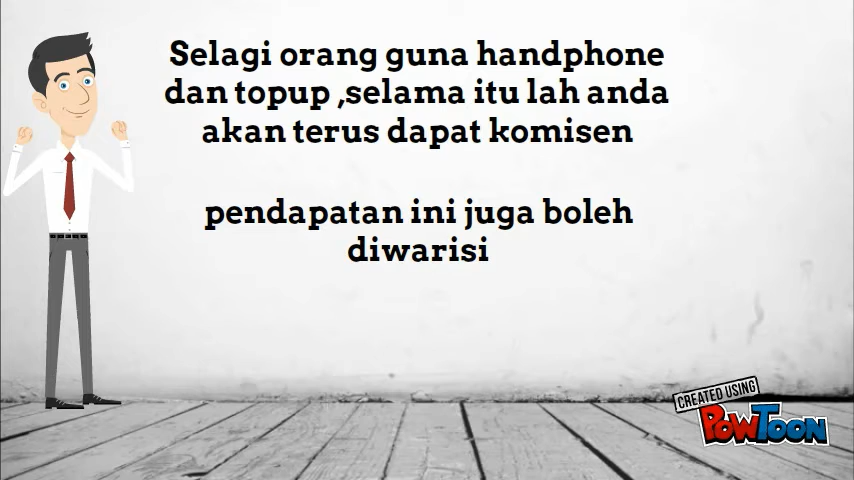 Selagi orang guna handphone
dan topup ,selama itu lah anda
akan terus dapat komisen
pendapatan ini juga boleh
diwarisi
CREATED USING
POWTOON